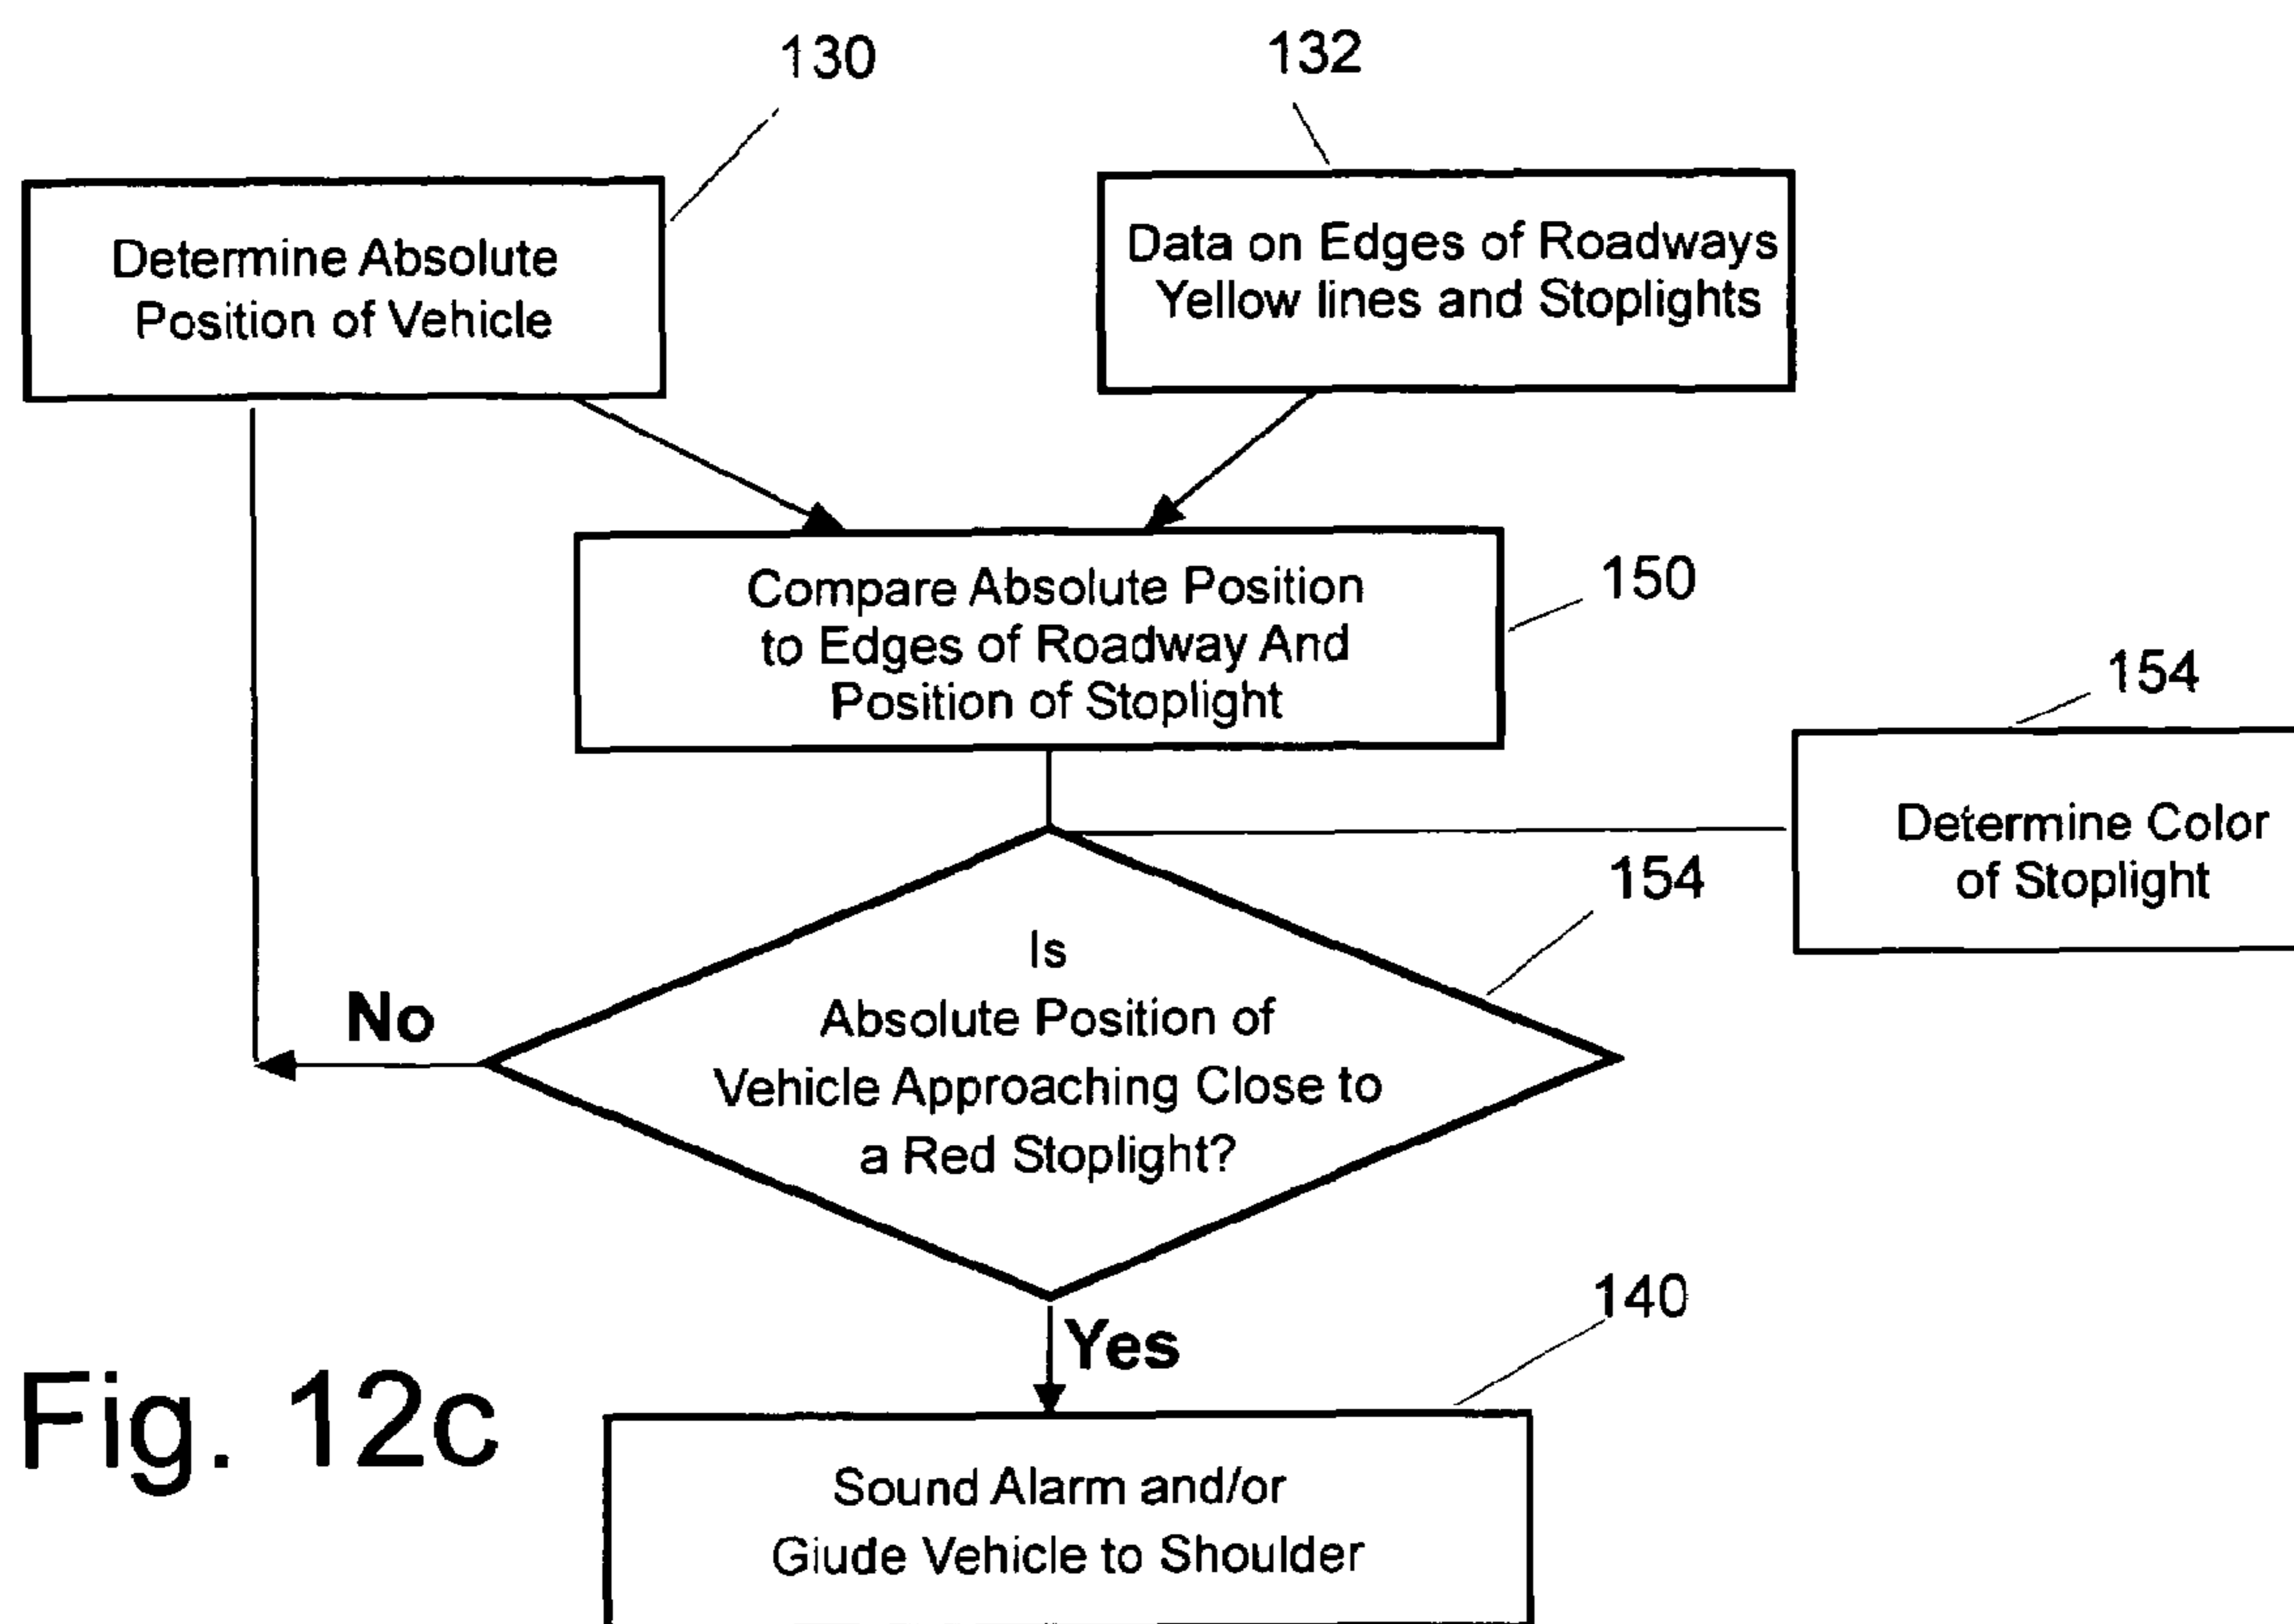 130
132
Determine Absolute
Position of Vehicle
Data on Edges of Roadways
Yellow lines and Stoplights
Compare Absolute Position
to Edges of Roadway And
Position of Stoplight
150
154
Determine Color
of Stoplight
154
Is
Absolute Position of
Vehicle Approaching Close to
a Red Stoplight?
No
Yes
140
Fig. 12c
Sound Alarm and/or
Giude Vehicle to Shoulder